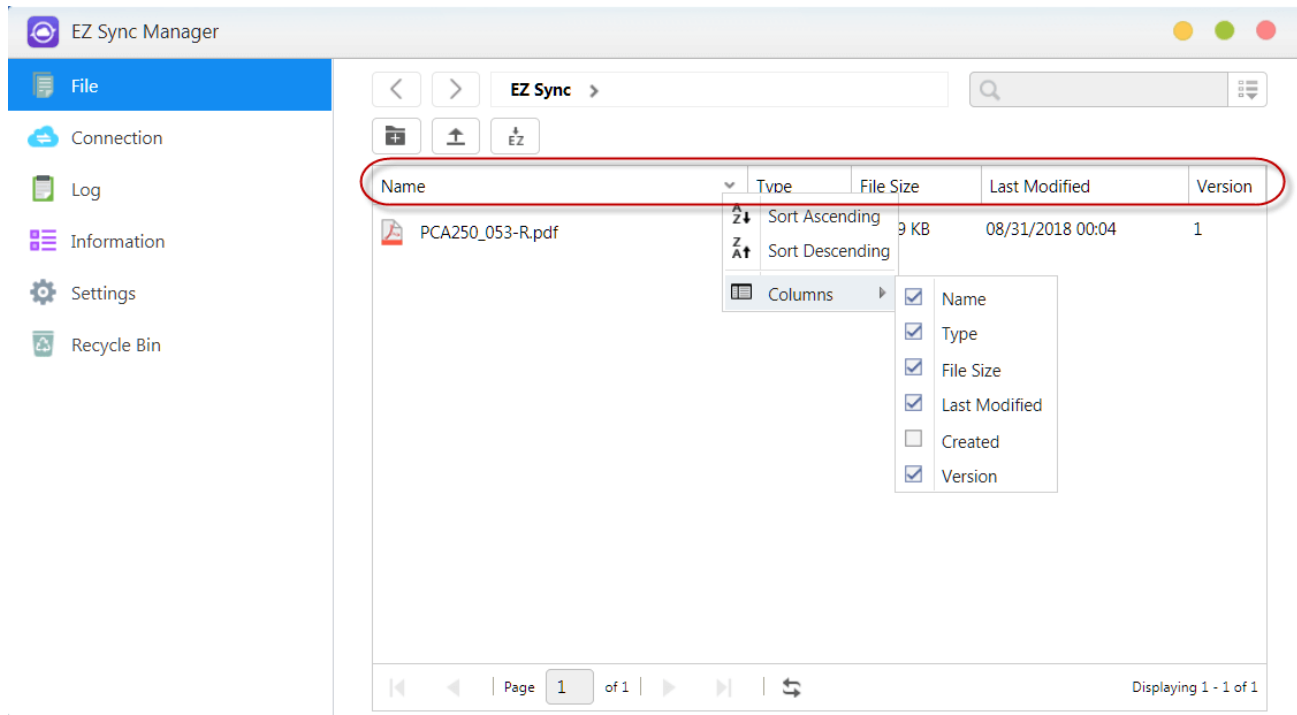 EZ Sync Manager
File
Connection
Log
Information
Settings
Recycle Bin
EZ Sync >
EZ
Name Type File Size Last Modified Version
PCA250_053-R.pdf 9 KB 08/31/2018 00:04 1
Sort Ascending
Sort Descending
Columns
Name
Type
File Size
Last Modified
Created
Version
Page 1 of 1
Displaying 1 - 1 of 1